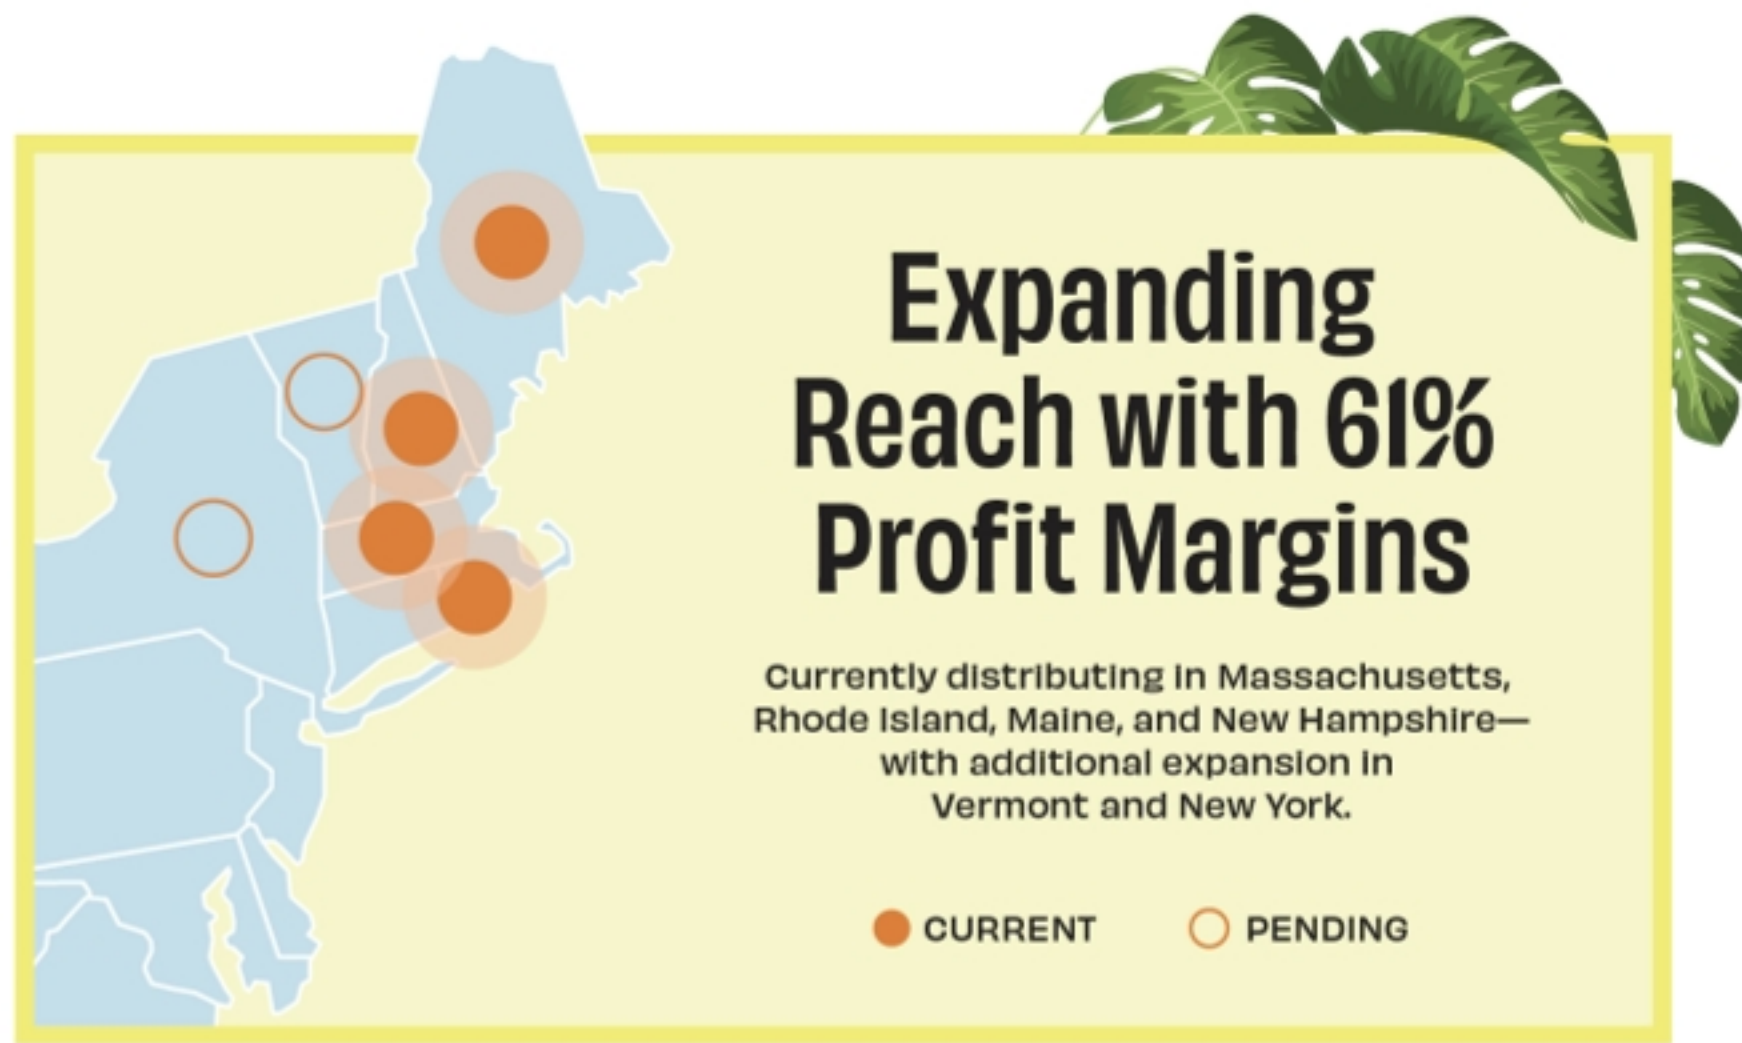 Expanding
Reach with 61%
Profit Margins
Currently distributing in Massachusetts,
Rhode Island, Maine, and New Hampshire—
with additional expansion in
Vermont and New York.
CURRENT
PENDING